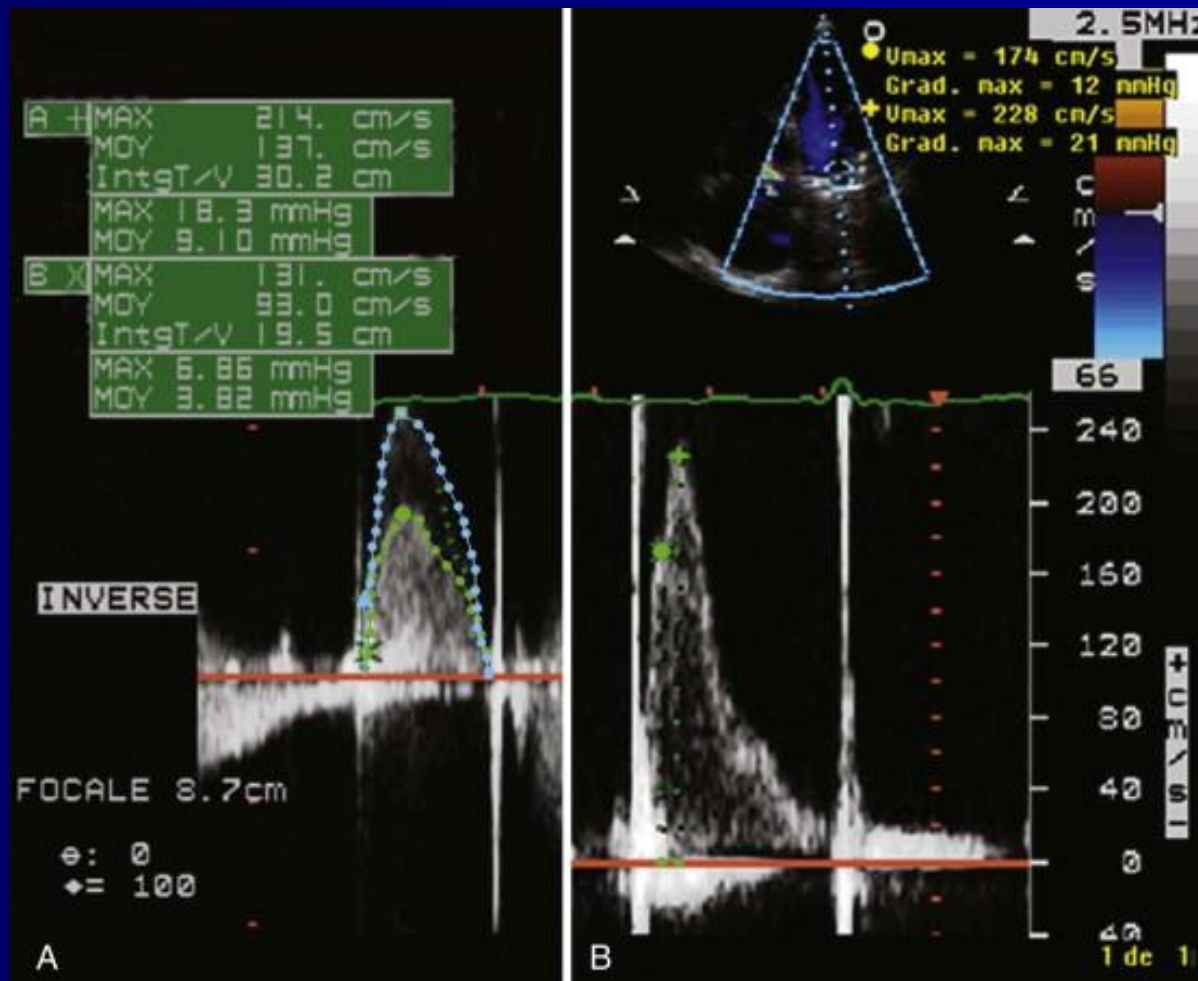 A + MAX 214. cm/s
MOY 137. cm/s
IntgT/V 30.2 cm
MAX 18.3 mmHg
MOY 9.10 mmHg
B X MAX 131. cm/s
MOY 93.0 cm/s
IntgT/V 19.5 cm
MAX 6.86 mmHg
MOY 3.82 mmHg
INVERSE
FOCALE 8.7cm
0
= 100
A
2.5MHz
Vmax = 174 cm/s
Grad. max = 12 mmHg
+ Vmax = 228 cm/s
Grad. max = 21 mmHg
cm/s
66
240
200
160
120
80
40
0
40
+cm/s-
B
1 de 1